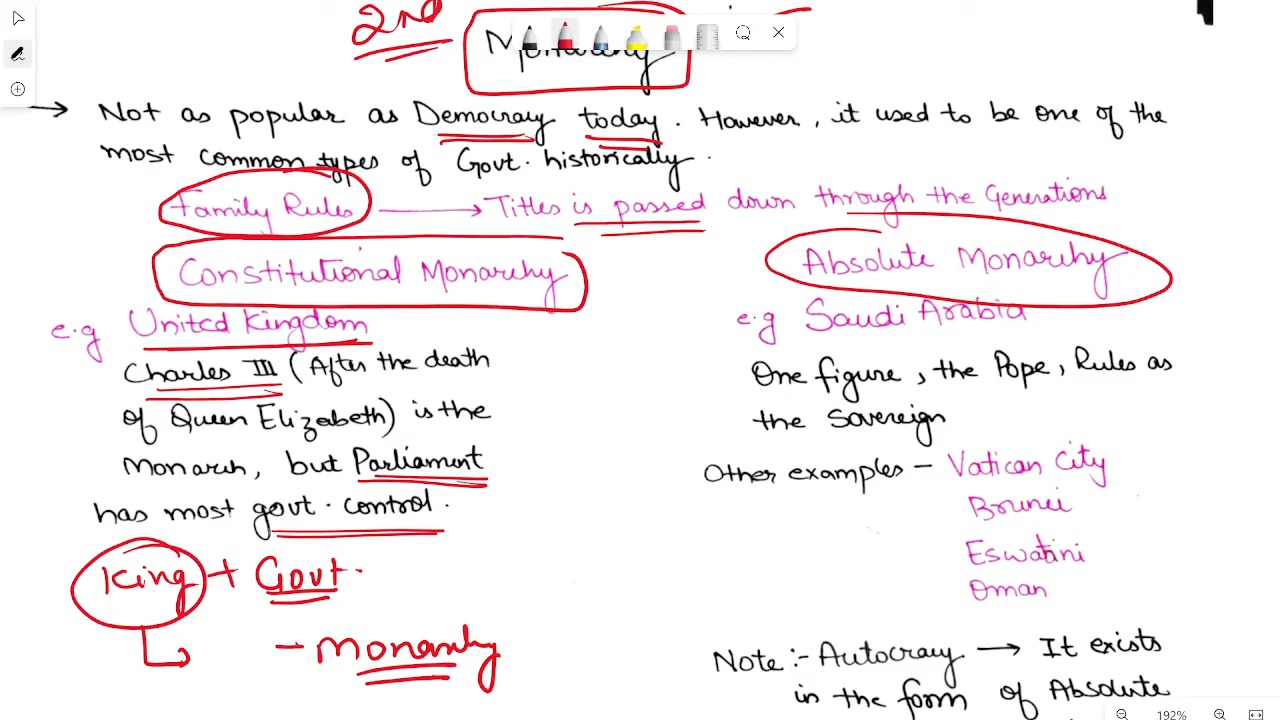 2nd
Monarchy
→ Not as popular as Democracy today. However, it used to be one of the
most common types of Govt. historically.
Family Rules → Titles is passed down through the Generations
Constitutional Monarchy
e.g United Kingdom
Charles III (After the death
of Queen Elizabeth) is the
Monarch, but Parliament
has most govt. control.
King + Govt.
- Monarchy
Absolute Monarchy
e.g Saudi Arabia
One figure, the Pope, Rules as
the Sovereign
Other examples - Vatican City
Brunei
Eswatini
Oman
Note :- Autocracy → It exists
in the form of Absolute
192%